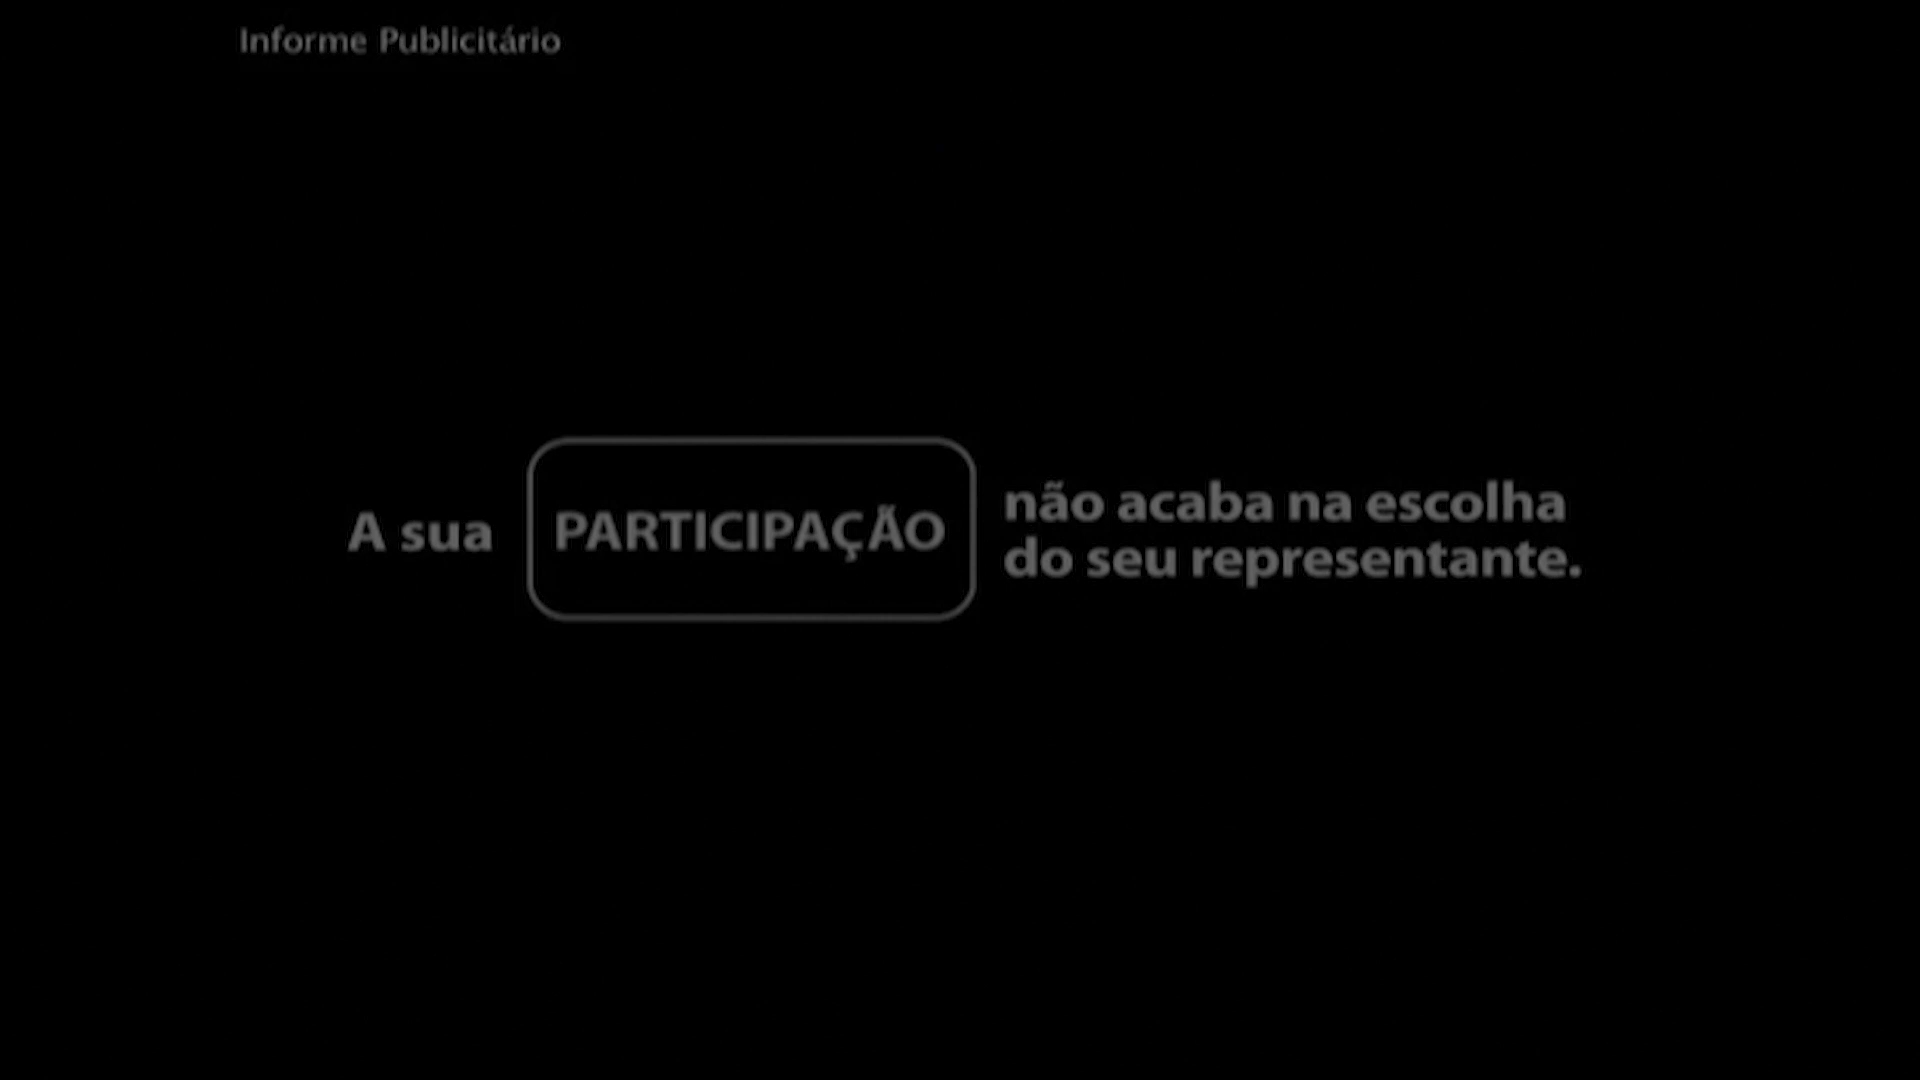 Informe Publicitário
A sua PARTICIPAÇÃO não acaba na escolha
do seu representante.